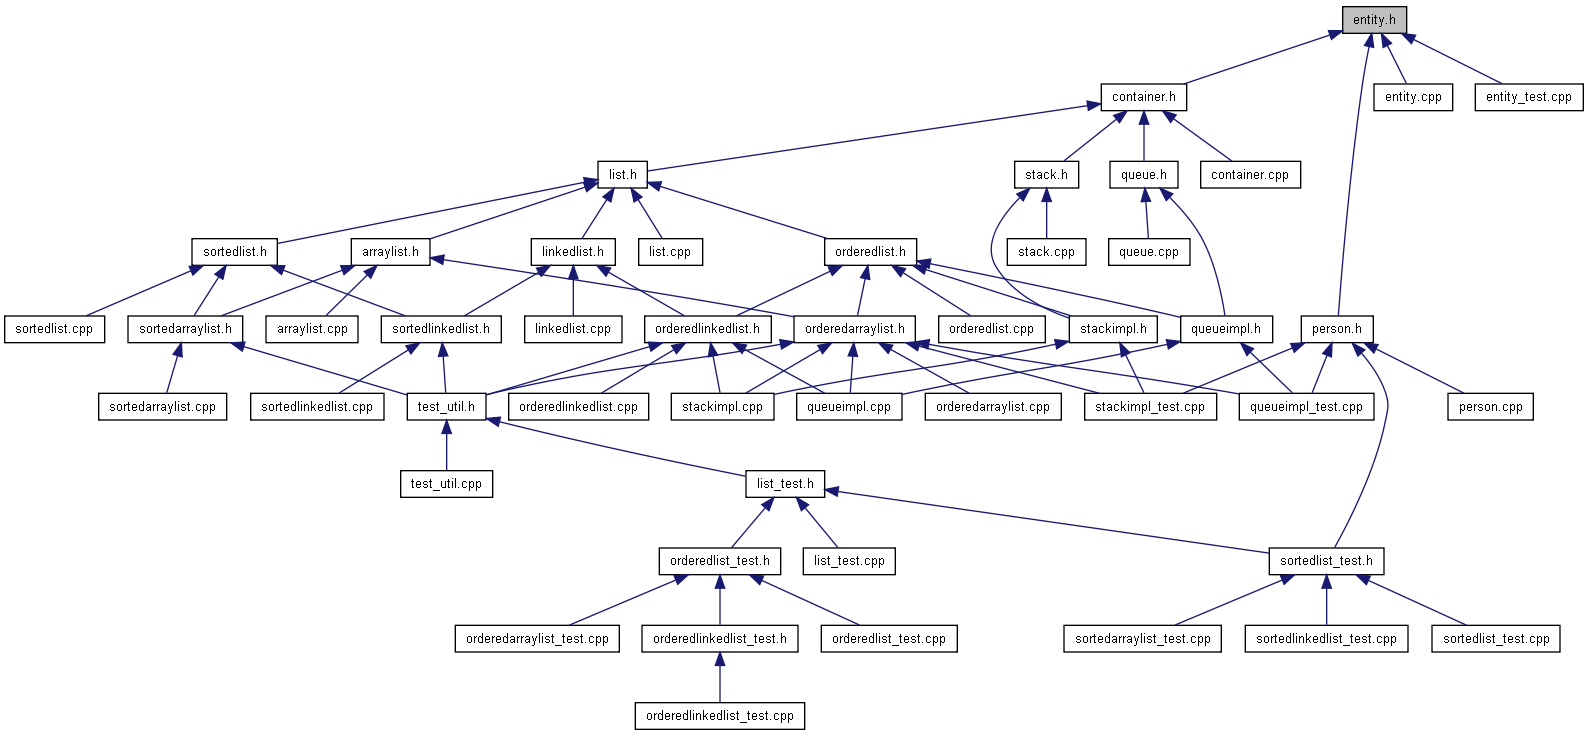 entity.h
container.h
entity.cpp
entity_test.cpp
list.h
stack.h
queue.h
container.cpp
sortedlist.h
arraylist.h
linkedlist.h
list.cpp
orderedlist.h
stack.cpp
queue.cpp
sortedlist.cpp
sortedarraylist.h
arraylist.cpp
sortedlinkedlist.h
linkedlist.cpp
orderedlinkedlist.h
orderedarraylist.h
orderedlist.cpp
stackimpl.h
queueimpl.h
person.h
sortedarraylist.cpp
sortedlinkedlist.cpp
test_util.h
orderedlinkedlist.cpp
stackimpl.cpp
queueimpl.cpp
orderedarraylist.cpp
stackimpl_test.cpp
queueimpl_test.cpp
person.cpp
test_util.cpp
list_test.h
orderedlist_test.h
list_test.cpp
sortedlist_test.h
orderedarraylist_test.cpp
orderedlinkedlist_test.h
orderedlist_test.cpp
sortedarraylist_test.cpp
sortedlinkedlist_test.cpp
sortedlist_test.cpp
orderedlinkedlist_test.cpp